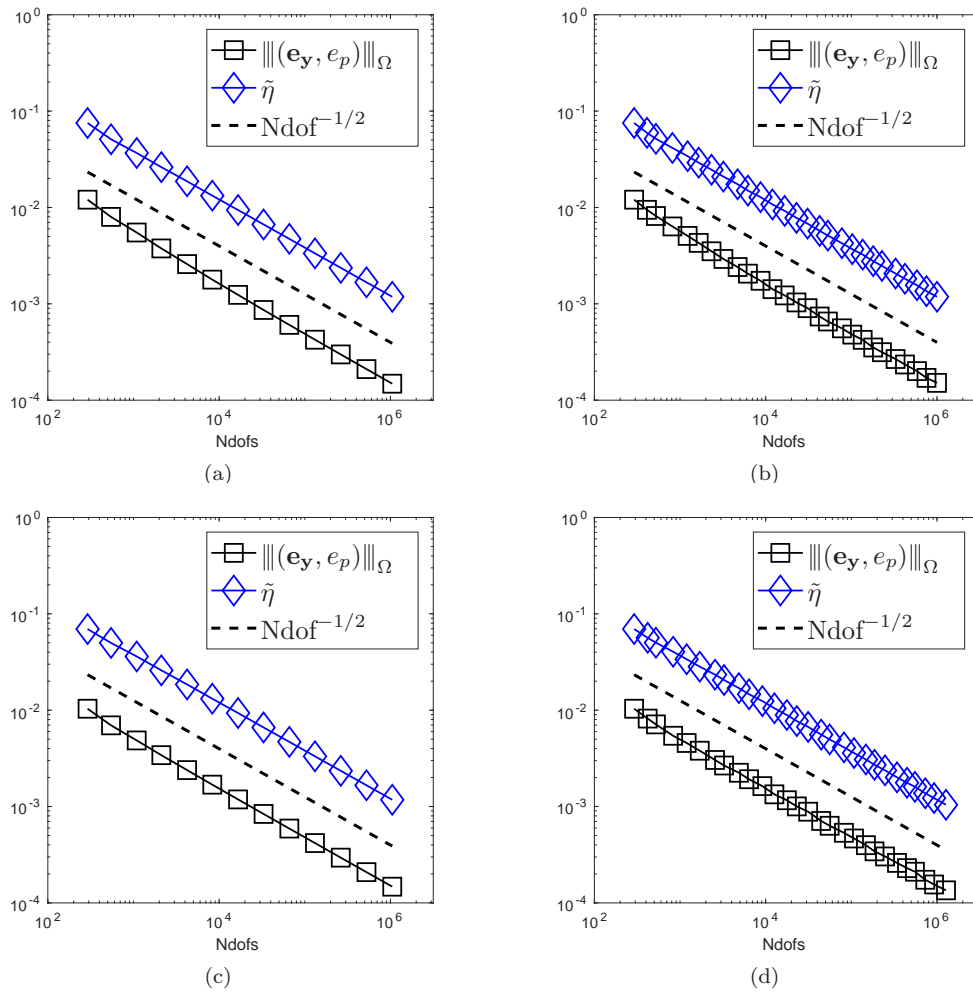 10^0
10^-1
10^-2
10^-3
10^-4
10^2
10^4
10^6
Ndofs
|||(e_y, e_p)|||_Ω
η̃
Ndof^{-1/2}
(a)
10^0
10^-1
10^-2
10^-3
10^-4
10^2
10^4
10^6
Ndofs
|||(e_y, e_p)|||_Ω
η̃
Ndof^{-1/2}
(b)
10^0
10^-1
10^-2
10^-3
10^-4
10^2
10^4
10^6
Ndofs
|||(e_y, e_p)|||_Ω
η̃
Ndof^{-1/2}
(c)
10^0
10^-1
10^-2
10^-3
10^-4
10^2
10^4
10^6
Ndofs
|||(e_y, e_p)|||_Ω
η̃
Ndof^{-1/2}
(d)